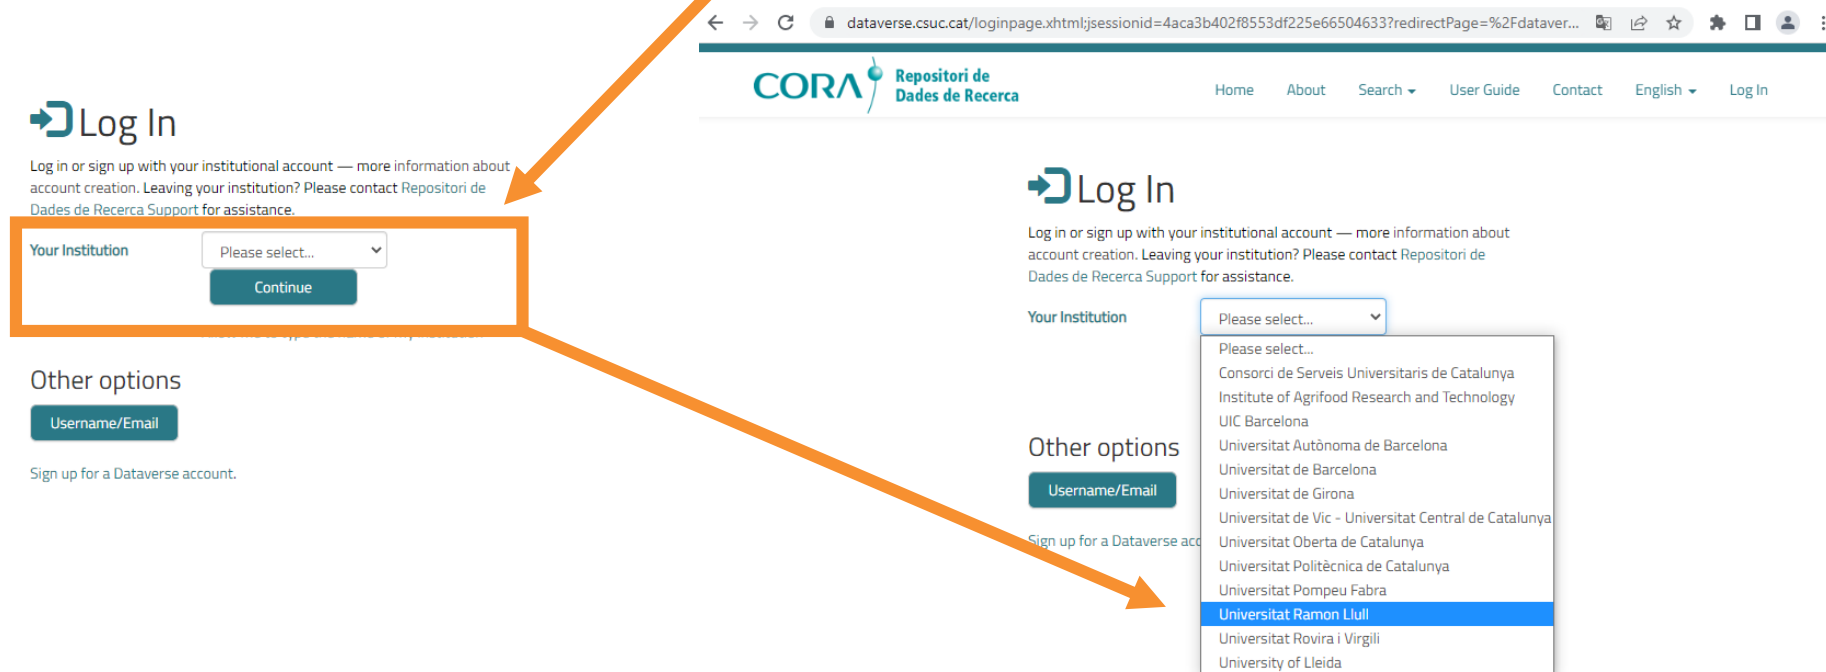 Log In
Log in or sign up with your institutional account — more information about
account creation. Leaving your institution? Please contact Repositori de
Dades de Recerca Support for assistance.
Your Institution
Please select...
Continue
Other options
Username/Email
Sign up for a Dataverse account.
dataverse.csuc.cat/loginpage.xhtml;jsessionid=4aca3b402f8553df225e66504633?redirectPage=%2Fdataver...
CORA
Repositori de
Dades de Recerca
Home About Search User Guide Contact English Log In
Log In
Log in or sign up with your institutional account — more information about
account creation. Leaving your institution? Please contact Repositori de
Dades de Recerca Support for assistance.
Your Institution
Please select...
Please select...
Consorci de Serveis Universitaris de Catalunya
Institute of Agrifood Research and Technology
UIC Barcelona
Universitat Autònoma de Barcelona
Universitat de Barcelona
Universitat de Girona
Universitat de Vic - Universitat Central de Catalunya
Universitat Oberta de Catalunya
Universitat Politècnica de Catalunya
Universitat Pompeu Fabra
Universitat Ramon Llull
Universitat Rovira i Virgili
University of Lleida
Other options
Username/Email
Sign up for a Dataverse acc